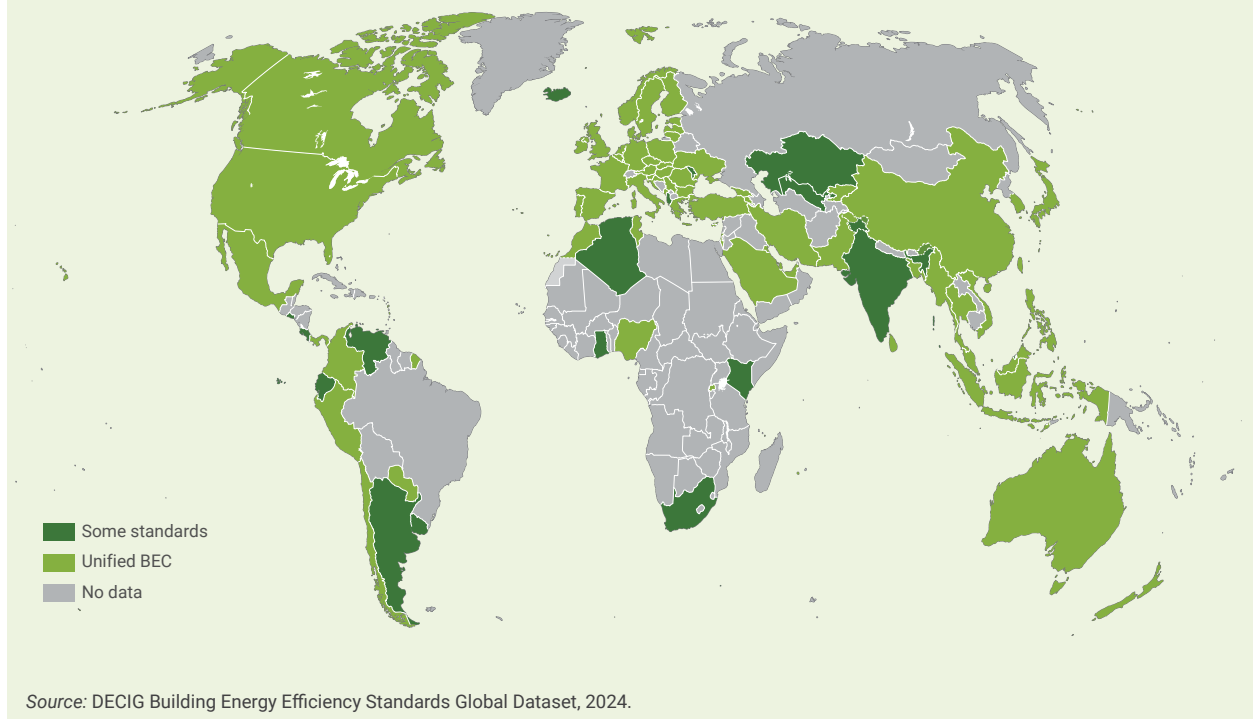 Some standards
Unified BEC
No data
Source: DECIG Building Energy Efficiency Standards Global Dataset, 2024.